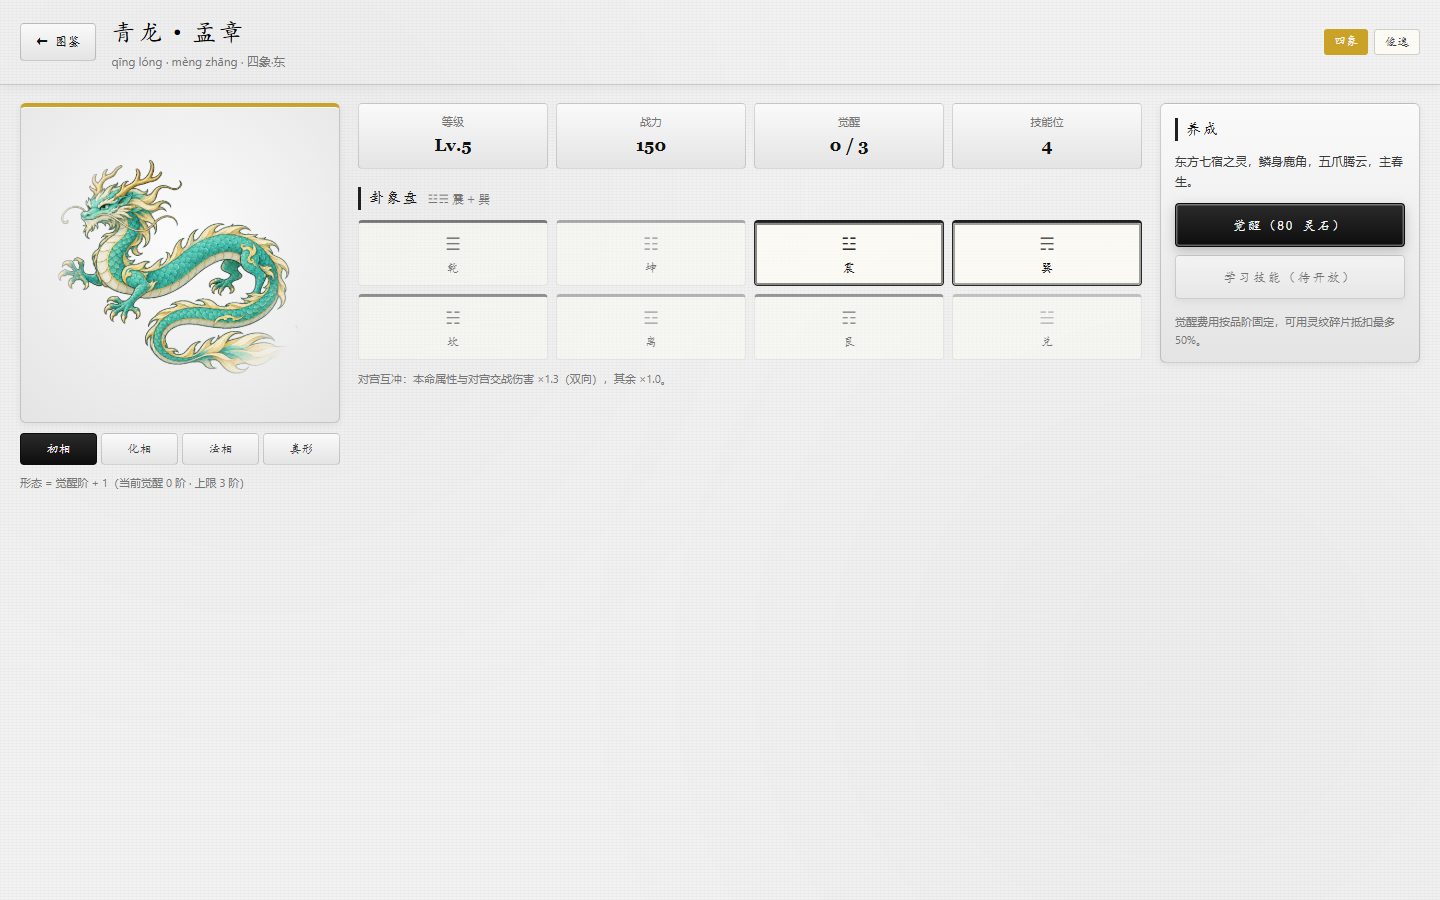 ← 图鉴
青龙 • 孟章
qīng lóng · mèng zhāng · 四象·东
四象
候选
等级
Lv.5
战力
150
觉醒
0 / 3
技能位
4
卦象盘 ☳☴ 震 + 巽
☰
乾
☷
坤
☳
震
☴
巽
☵
坎
☲
离
☶
艮
☱
兑
对宫互冲：本命属性与对宫交战伤害 ×1.3（双向），其余 ×1.0。
初相
化相
法相
真形
形态 = 觉醒阶 + 1（当前觉醒 0 阶 · 上限 3 阶）
养成
东方七宿之灵，鳞身鹿角，五爪腾云，主春
生。
觉醒（80 灵石）
学习技能（待开放）
觉醒费用按品阶固定，可用灵纹碎片抵扣最多
50%。